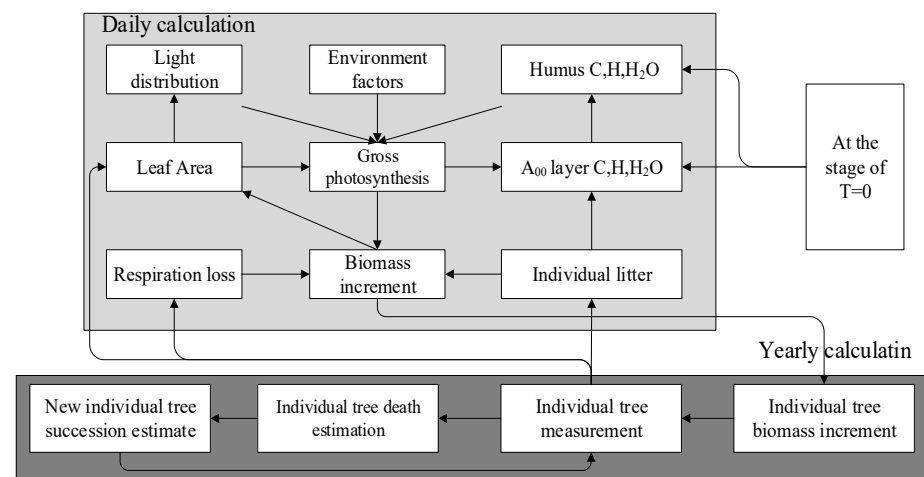 Daily calculation
Light
distribution
Environment
factors
Humus C,H,H₂O
Leaf Area
Gross
photosynthesis
A₀₀ layer C,H,H₂O
At the
stage of
T=0
Respiration loss
Biomass
increment
Individual litter
Yearly calculatin
New individual tree
succession estimate
Individual tree death
estimation
Individual tree
measurement
Individual tree
biomass increment